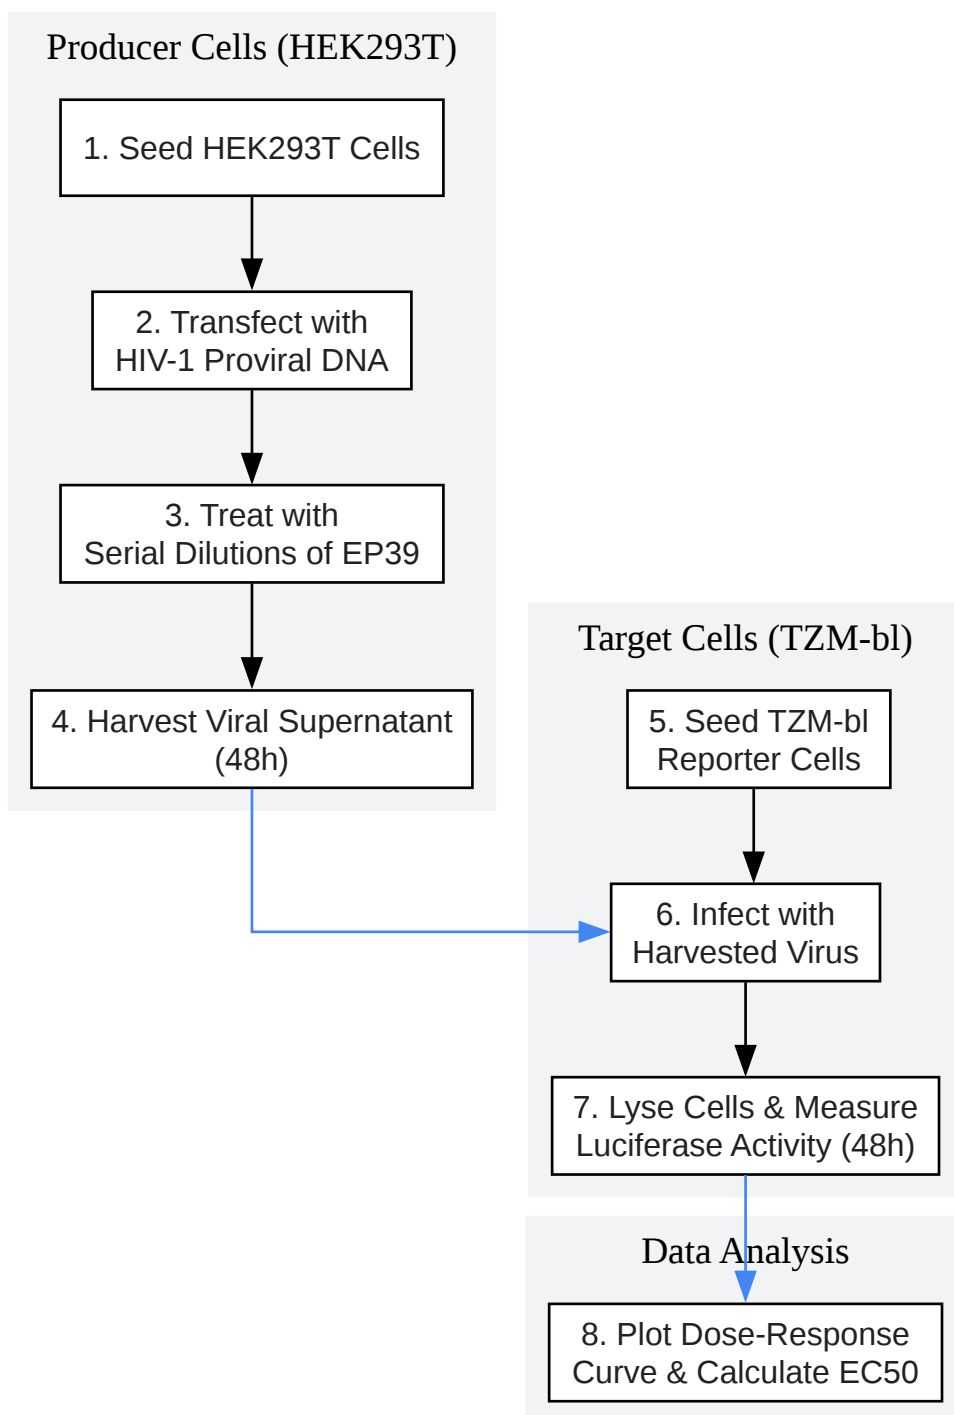 Producer Cells (HEK293T)
1. Seed HEK293T Cells
2. Transfect with
HIV-1 Proviral DNA
3. Treat with
Serial Dilutions of EP39
4. Harvest Viral Supernatant
(48h)
Target Cells (TZM-bl)
5. Seed TZM-bl
Reporter Cells
6. Infect with
Harvested Virus
7. Lyse Cells & Measure
Luciferase Activity (48h)
Data Analysis
8. Plot Dose-Response
Curve & Calculate EC50